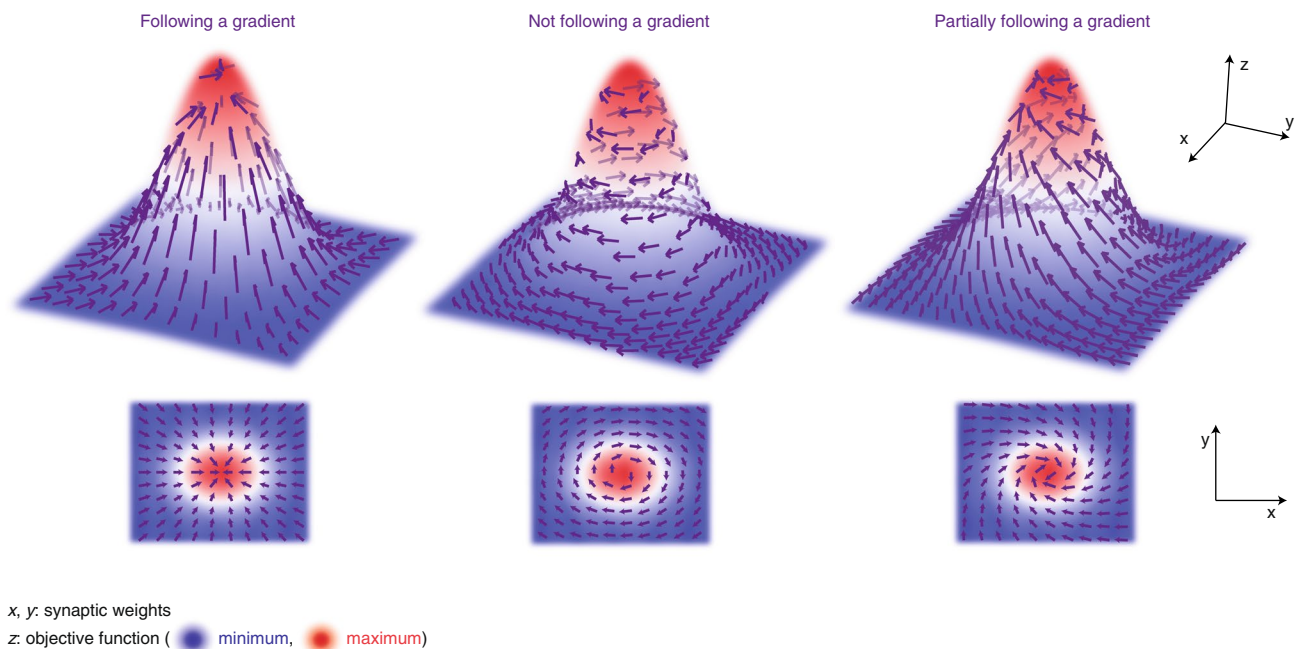 Following a gradient
Not following a gradient
Partially following a gradient
z
y
x
y
x
x, y: synaptic weights
z: objective function ( minimum, maximum)